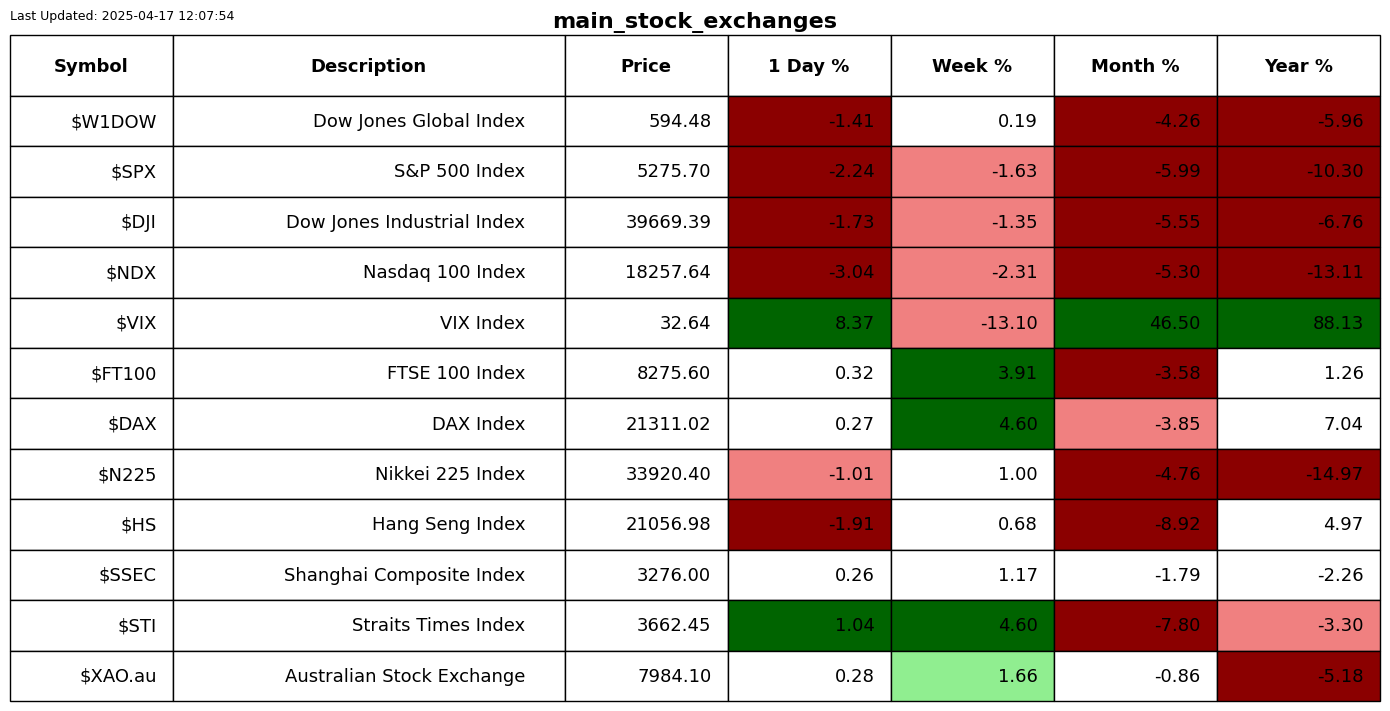 Last Updated: 2025-04-17 12:07:54
main_stock_exchanges
Symbol Description Price 1 Day % Week % Month % Year %
$W1DOW Dow Jones Global Index 594.48 -1.41 0.19 -4.26 -5.96
$SPX S&P 500 Index 5275.70 -2.24 -1.63 -5.99 -10.30
$DJI Dow Jones Industrial Index 39669.39 -1.73 -1.35 -5.55 -6.76
$NDX Nasdaq 100 Index 18257.64 -3.04 -2.31 -5.30 -13.11
$VIX VIX Index 32.64 8.37 -13.10 46.50 88.13
$FT100 FTSE 100 Index 8275.60 0.32 3.91 -3.58 1.26
$DAX DAX Index 21311.02 0.27 4.60 -3.85 7.04
$N225 Nikkei 225 Index 33920.40 -1.01 1.00 -4.76 -14.97
$HS Hang Seng Index 21056.98 -1.91 0.68 -8.92 4.97
$SSEC Shanghai Composite Index 3276.00 0.26 1.17 -1.79 -2.26
$STI Straits Times Index 3662.45 1.04 4.60 -7.80 -3.30
$XAO.au Australian Stock Exchange 7984.10 0.28 1.66 -0.86 -5.18